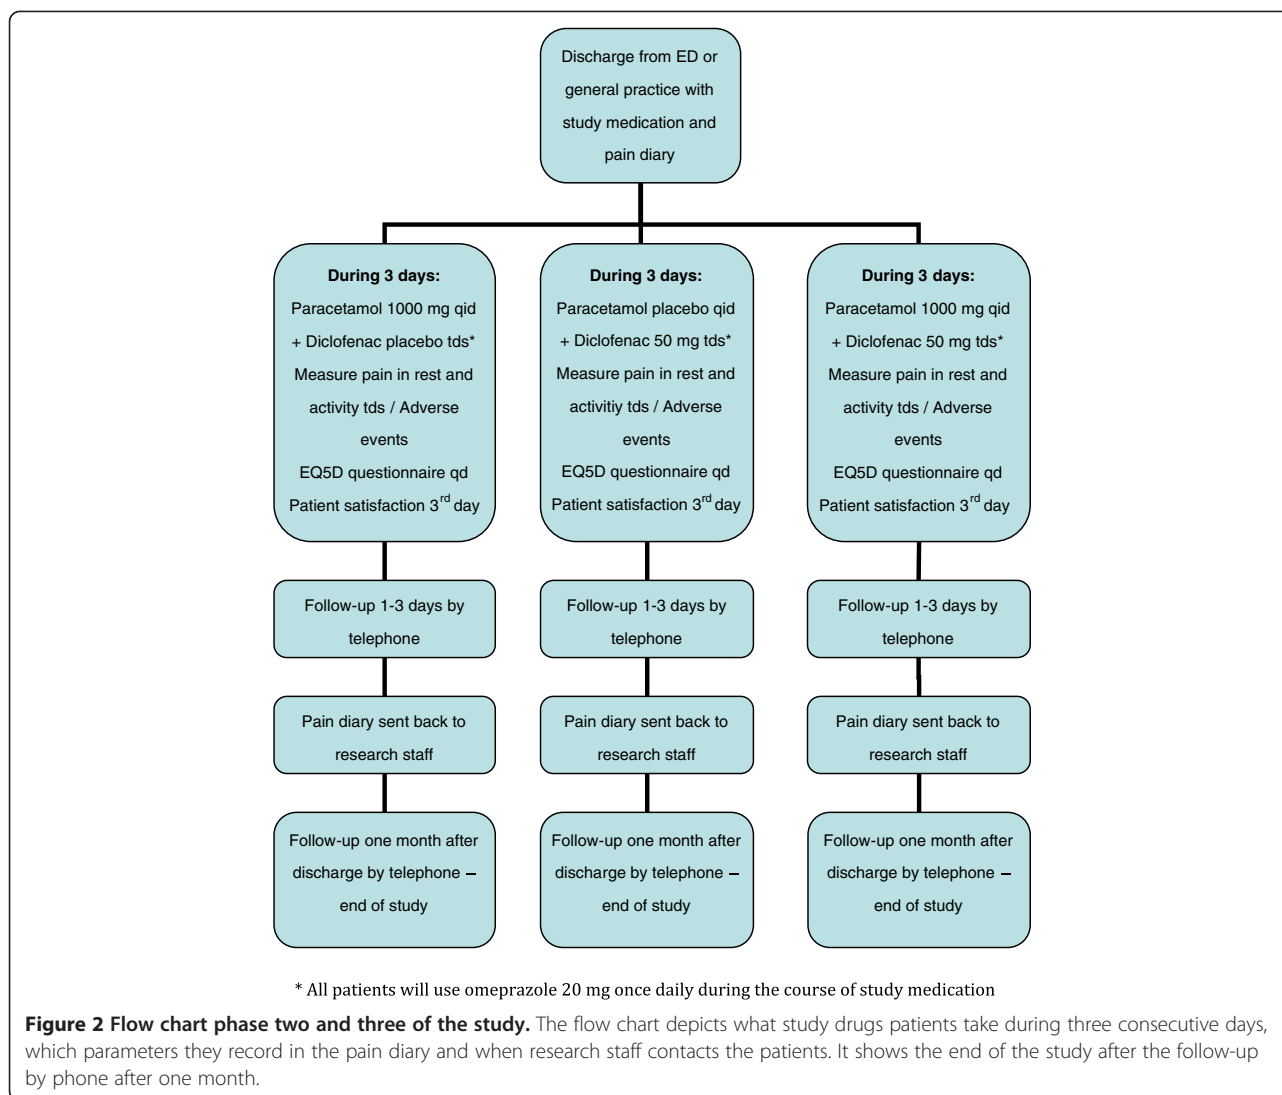 Discharge from ED or
general practice with
study medication and
pain diary
During 3 days:
Paracetamol 1000 mg qid
+ Diclofenac placebo tds*
Measure pain in rest and
activity tds / Adverse
events
EQ5D questionnaire qd
Patient satisfaction 3rd day
During 3 days:
Paracetamol placebo qid
+ Diclofenac 50 mg tds*
Measure pain in rest and
activitiy tds / Adverse
events
EQ5D questionnaire qd
Patient satisfaction 3rd day
During 3 days:
Paracetamol 1000 mg qid
+ Diclofenac 50 mg tds*
Measure pain in rest and
activity tds / Adverse
events
EQ5D questionnaire qd
Patient satisfaction 3rd day
Follow-up 1-3 days by
telephone
Follow-up 1-3 days by
telephone
Follow-up 1-3 days by
telephone
Pain diary sent back to
research staff
Pain diary sent back to
research staff
Pain diary sent back to
research staff
Follow-up one month after
discharge by telephone –
end of study
Follow-up one month after
discharge by telephone –
end of study
Follow-up one month after
discharge by telephone –
end of study
* All patients will use omeprazole 20 mg once daily during the course of study medication
Figure 2 Flow chart phase two and three of the study. The flow chart depicts what study drugs patients take during three consecutive days,
which parameters they record in the pain diary and when research staff contacts the patients. It shows the end of the study after the follow-up
by phone after one month.